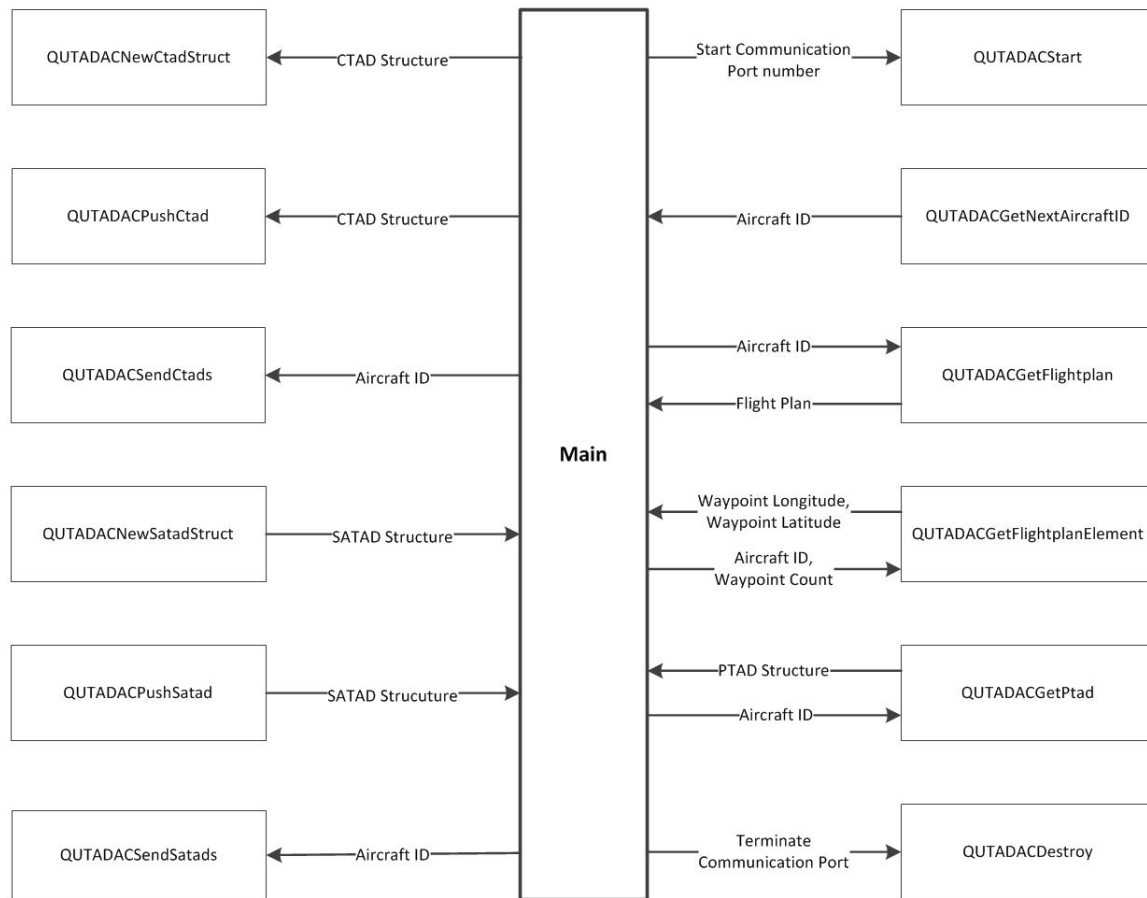 QUTADACNewCtadStruct
CTAD Structure
Start Communication
Port number
QUTADACStart
QUTADACPushCtad
CTAD Structure
Aircraft ID
QUTADACGetNextAircraftID
QUTADACSendCtads
Aircraft ID
Aircraft ID
Flight Plan
QUTADACGetFlightplan
Main
QUTADACNewSatadStruct
SATAD Structure
Waypoint Longitude,
Waypoint Latitude
Aircraft ID,
Waypoint Count
QUTADACGetFlightplanElement
QUTADACPushSatad
SATAD Strucuture
PTAD Structure
Aircraft ID
QUTADACGetPtad
QUTADACSendSatads
Aircraft ID
Terminate
Communication Port
QUTADACDestroy